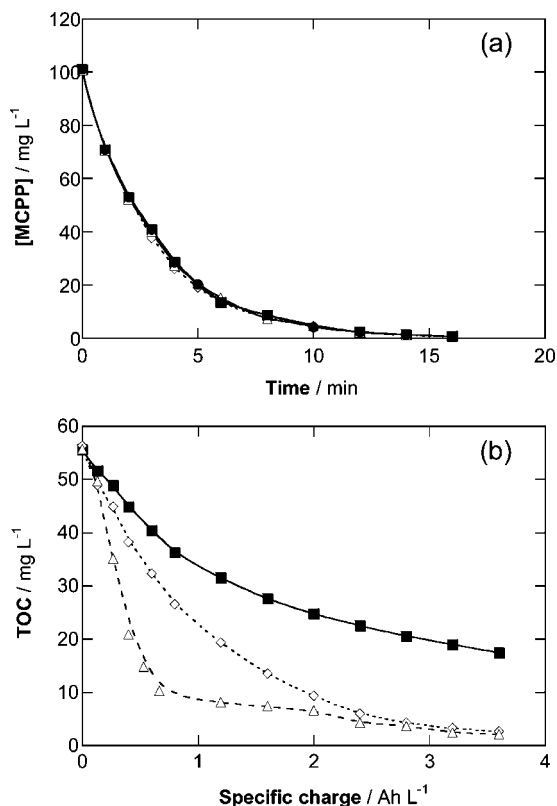 120
(a)
100
80
60
40
20
0
[MCPP] / mg L⁻¹
0 5 10 15 20
Time / min
60
(b)
50
40
30
20
10
0
TOC / mg L⁻¹
0 1 2 3 4
Specific charge / Ah L⁻¹